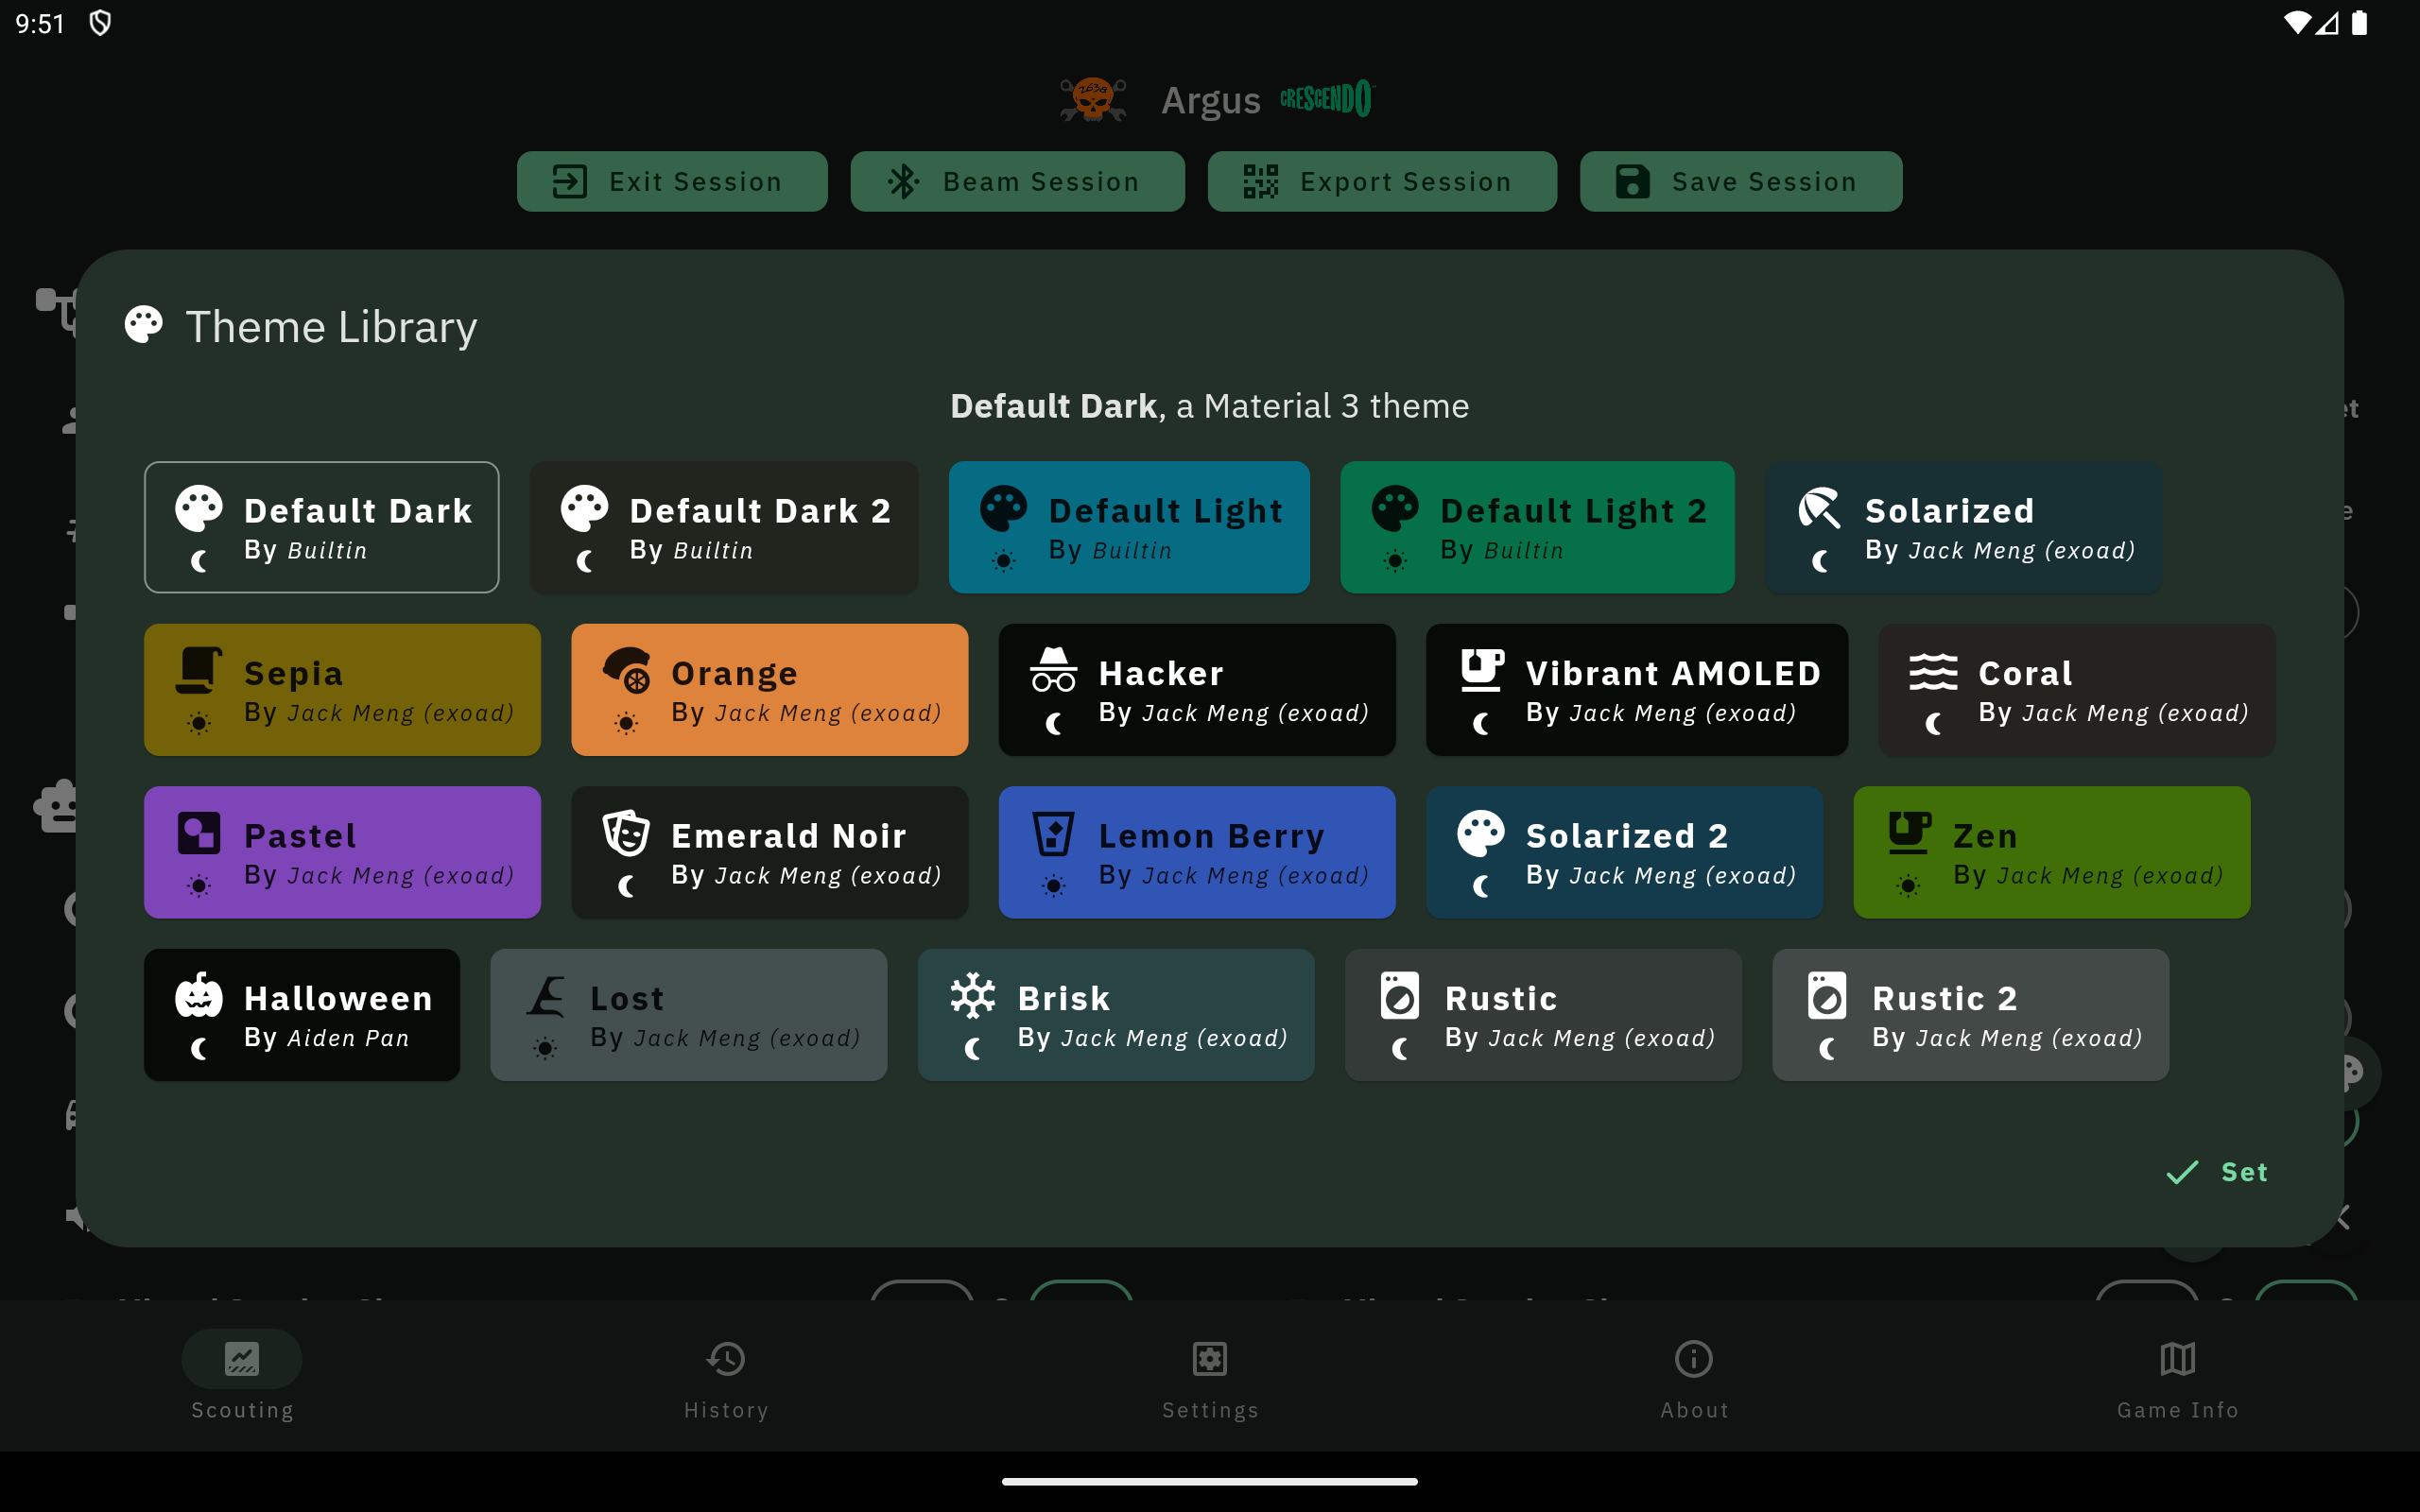 9:51
2638
Argus CRESCENDO
Exit Session
Beam Session
Export Session
Save Session
Theme Library
Default Dark, a Material 3 theme
Default Dark
By Builtin
Default Dark 2
By Builtin
Default Light
By Builtin
Default Light 2
By Builtin
Solarized
By Jack Meng (exoad)
Sepia
By Jack Meng (exoad)
Orange
By Jack Meng (exoad)
Hacker
By Jack Meng (exoad)
Vibrant AMOLED
By Jack Meng (exoad)
Coral
By Jack Meng (exoad)
Pastel
By Jack Meng (exoad)
Emerald Noir
By Jack Meng (exoad)
Lemon Berry
By Jack Meng (exoad)
Solarized 2
By Jack Meng (exoad)
Zen
By Jack Meng (exoad)
Halloween
By Aiden Pan
Lost
By Jack Meng (exoad)
Brisk
By Jack Meng (exoad)
Rustic
By Jack Meng (exoad)
Rustic 2
By Jack Meng (exoad)
Set
Scouting
History
Settings
About
Game Info